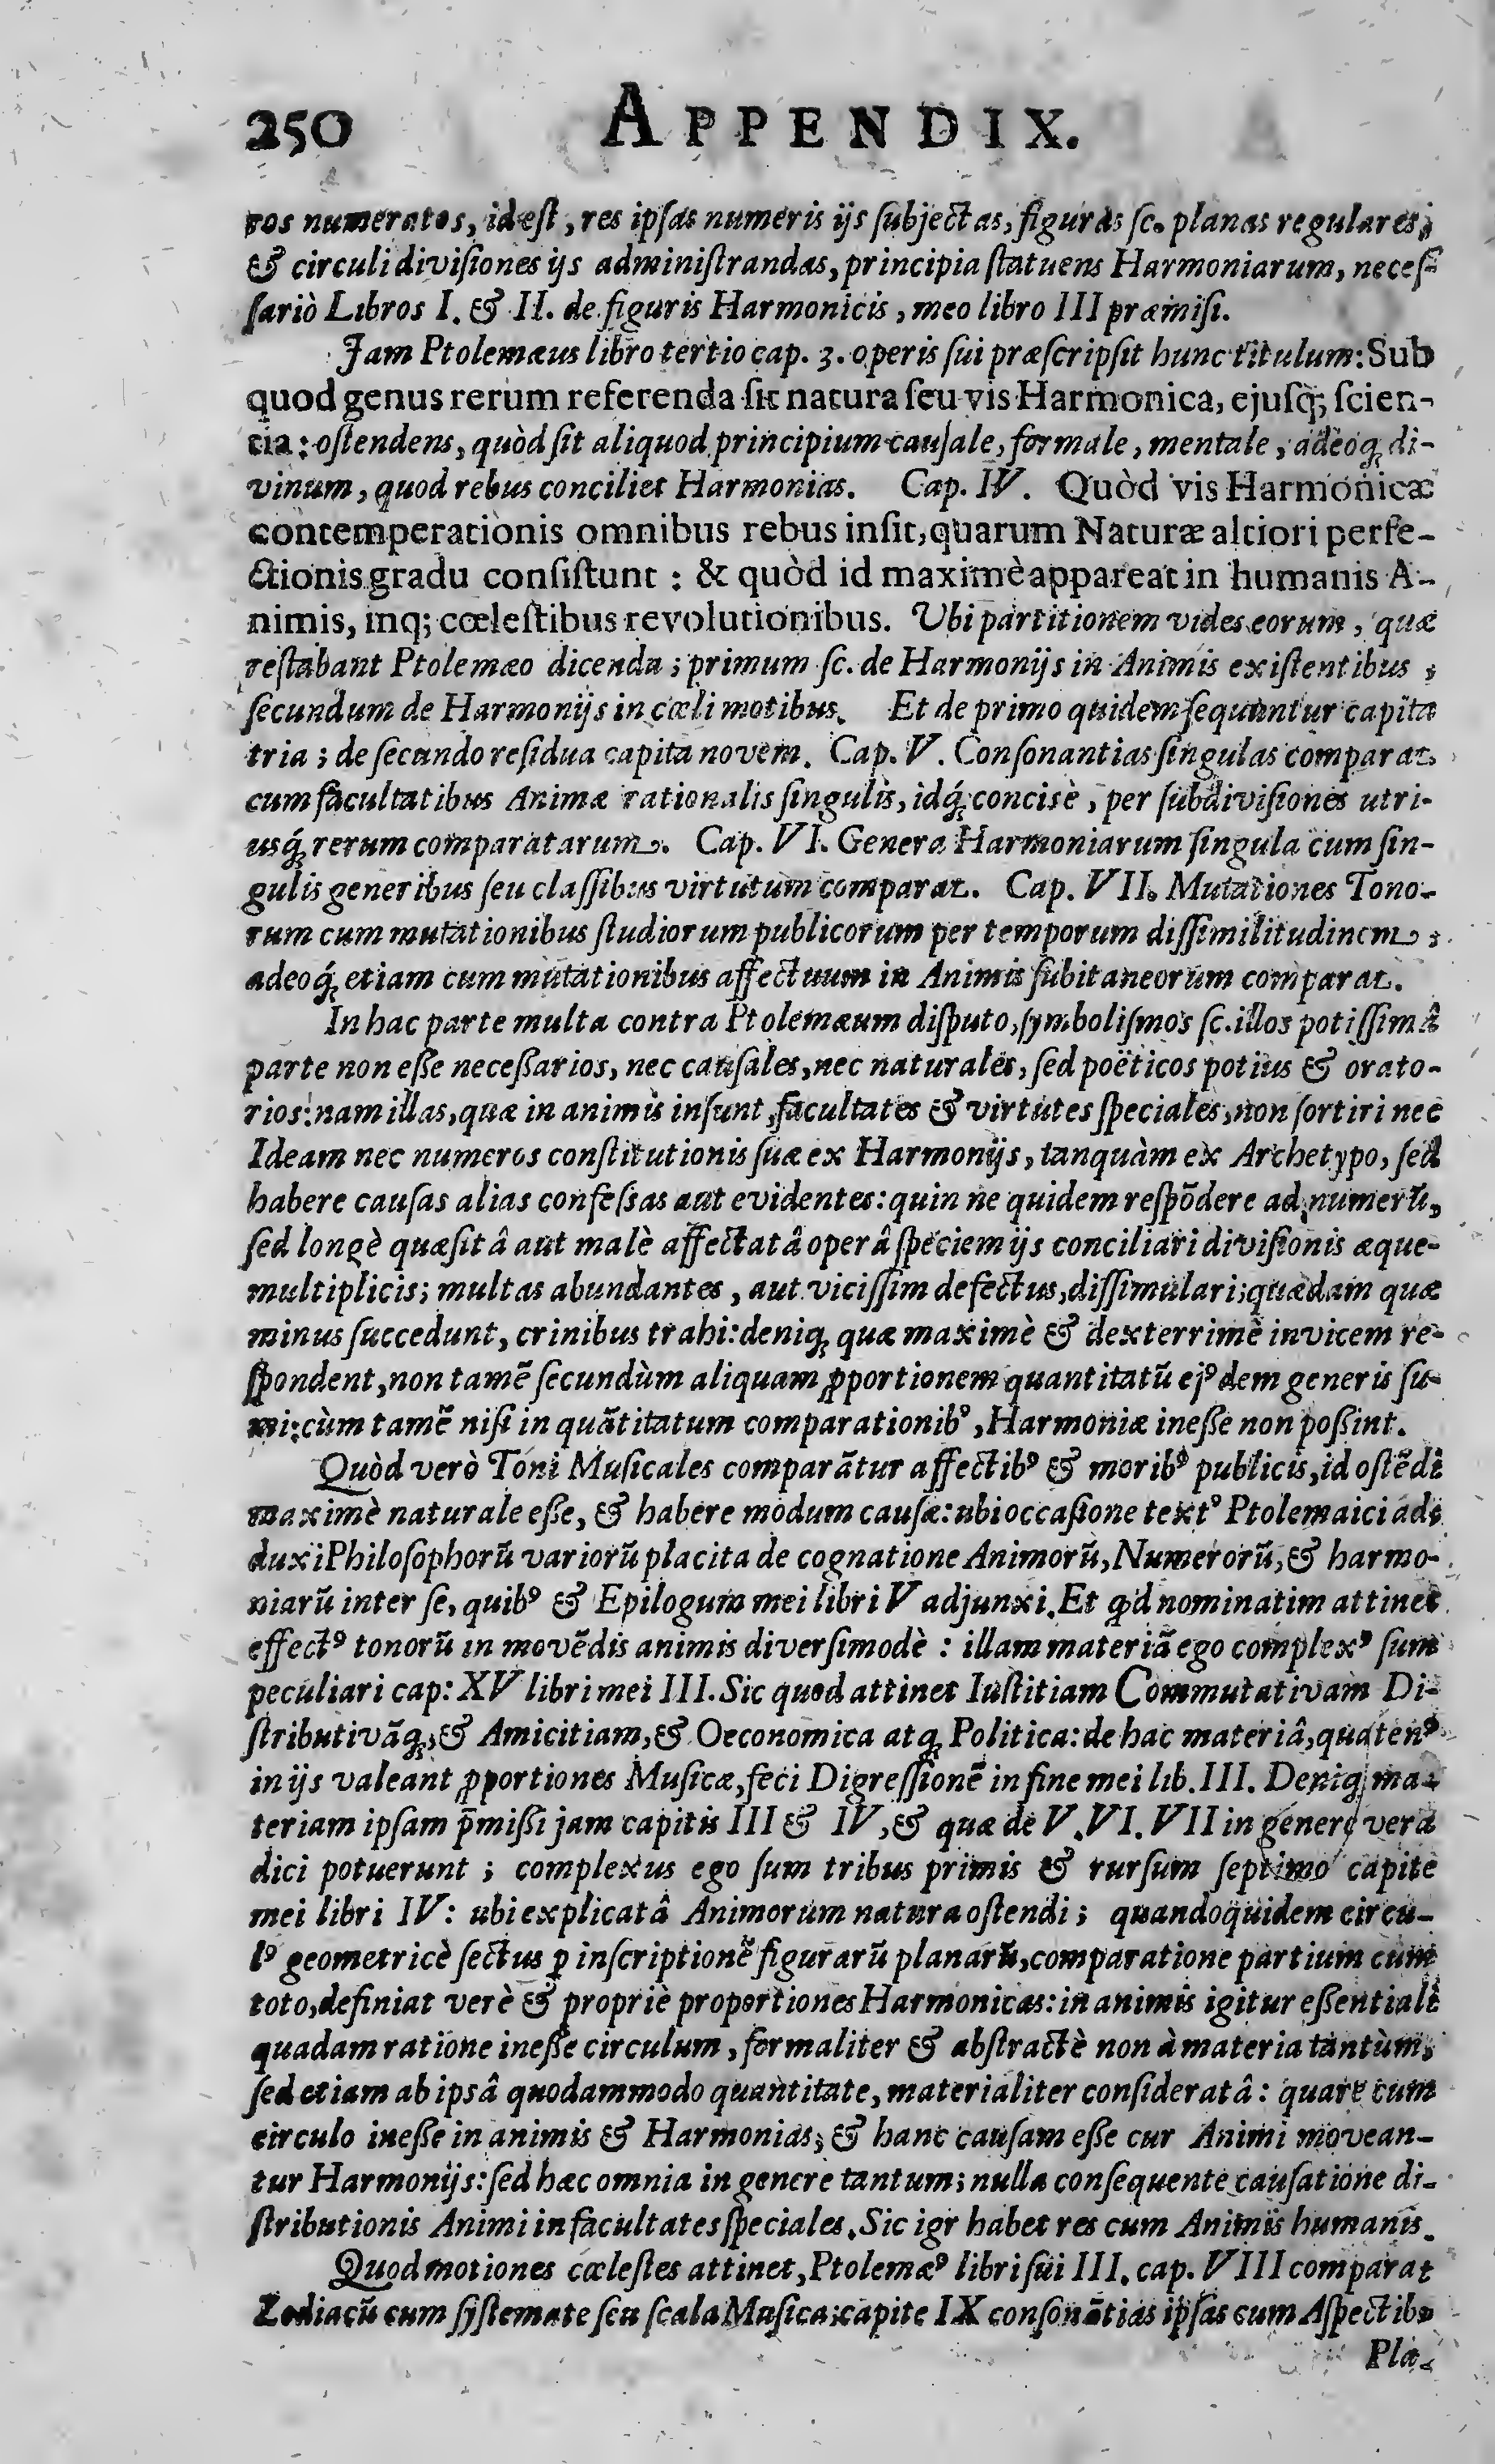 250 APPENDIX.
ros numeratos, id est, res ipſas numeris ijs ſubjectas, figuras ſc. planas regulares;
& circuli diviſiones ijs adminiſtrandas, principia ſtatuens Harmoniarum, neceſ-
ſariò Libros I. & II. de figuris Harmonicis, meo libro III præmiſi.
Jam Ptolemæus libro tertio cap. 3. operis ſui præſcripſit hunc titulum: Sub
quod genus rerum referenda ſit natura ſeu vis Harmonica, ejuſq; ſcien-
tia: oſtendens, quòd ſit aliquod principium cauſale, formale, mentale, adeoq; di-
vinum, quod rebus conciliet Harmonias. Cap. IV. Quòd vis Harmonicæ
contemperationis omnibus rebus inſit, quarum Naturæ altiori perfe-
ctionis gradu conſiſtunt: & quòd id maximè appareat in humanis A-
nimis, inq; cœleſtibus revolutionibus. Ubi partitionem vides eorum, quæ
reſtabant Ptolemæo dicenda; primum ſc. de Harmonijs in Animis exiſtentibus;
ſecundum de Harmonijs in cœli motibus. Et de primo quidem ſequuntur capita
tria; de ſecundo reſidua capita novem. Cap. V. Conſonantias ſingulas comparat
cum facultatibus Animæ rationalis ſingulis, idq́; conciſè, per ſubdiviſiones utri-
usq́; rerum comparatarum. Cap. VI. Genera Harmoniarum ſingula cum ſin-
gulis generibus ſeu claſſibus virtutum comparat. Cap. VII. Mutationes Tono-
rum cum mutationibus ſtudiorum publicorum per temporum diſſimilitudinem;
adeoq́; etiam cum mutationibus affectuum in Animis ſubitaneorum comparat.
In hac parte multa contra Ptolemæum diſputo, ſymboliſmos ſc. illos potiſſimâ
parte non eſſe neceſſarios, nec cauſales, nec naturales, ſed poëticos potius & orato-
rios: nam illas, quæ in animis inſunt, facultates & virtutes ſpeciales, non ſortiri nec
Ideam nec numeros conſtitutionis ſuæ ex Harmonijs, tanquàm ex Archetypo, ſed
habere cauſas alias confeſſas aut evidentes: quin ne quidem reſpōdere ad numerũ,
ſed longè quæſitâ aut malè affectatâ operâ ſpeciem ijs conciliari diviſionis æque-
multiplicis; multas abundantes, aut viciſſim defectus, diſſimulari; quædam quæ
minus ſuccedunt, crinibus trahi: deniq; quæ maximè & dexterrimè invicem re-
ſpondent, non tamẽ ſecundùm aliquam ꝓportionem quantitatũ ejꝰdem generis ſu-
mi: cùm tamẽ niſi in quãtitatum comparationibꝰ, Harmoniæ ineſſe non poſſint.
Quòd verò Toni Muſicales comparãtur affectibꝰ & moribꝰ publicis, id oſtẽdi
maximè naturale eſſe, & habere modum cauſæ: ubi occaſione textꝰ Ptolemaici ad-
duxi Philoſophorũ variorũ placita de cognatione Animorũ, Numerorũ, & harmo-
niarũ inter ſe, quibꝰ & Epilogum mei libri V adjunxi. Et ꝙd nominatim attinet
effectꝰ tonorũ in movẽdis animis diverſimodè: illam materiã ego complexꝰ ſum
peculiari cap: XV libri mei III. Sic quod attinet Iuſtitiam Commutativam Di-
ſtributivãq;, & Amicitiam, & Oeconomica atq; Politica: de hac materiâ, quatenꝰ
in ijs valeant ꝓportiones Muſicæ, feci Digreſſionẽ in fine mei lib. III. Deniq; ma-
teriam ipſam p̄miſſi jam capitis III & IV, & quæ de V. VI. VII in genere vera
dici potuerunt; complexus ego ſum tribus primis & rurſum ſeptimo capite
mei libri IV: ubi explicatâ Animorum natura oſtendi; quandoquidem circu-
lꝰ geometricè ſectus ꝑ inſcriptionẽ figurarũ planarũ, comparatione partium cum
toto, definiat verè & propriè proportiones Harmonicas: in animis igitur eſſentiali
quadam ratione ineſſe circulum, formaliter & abſtractè non à materia tantùm,
ſed etiam ab ipsâ quodammodo quantitate, materialiter conſideratâ: quare cum
circulo ineſſe in animis & Harmonias, & hanc cauſam eſſe cur Animi movean-
tur Harmonijs: ſed hæc omnia in genere tantum; nulla conſequente cauſatione di-
ſtributionis Animi in facultates ſpeciales. Sic igr habet res cum Animis humanis.
Quod motiones cœleſtes attinet, Ptolemæꝰ libri ſui III. cap. VIII comparat
Zodiacũ cum ſyſtemate ſeu ſcala Muſica: capite IX conſonãtias ipſas cum Aſpectibꝰ
Pla-